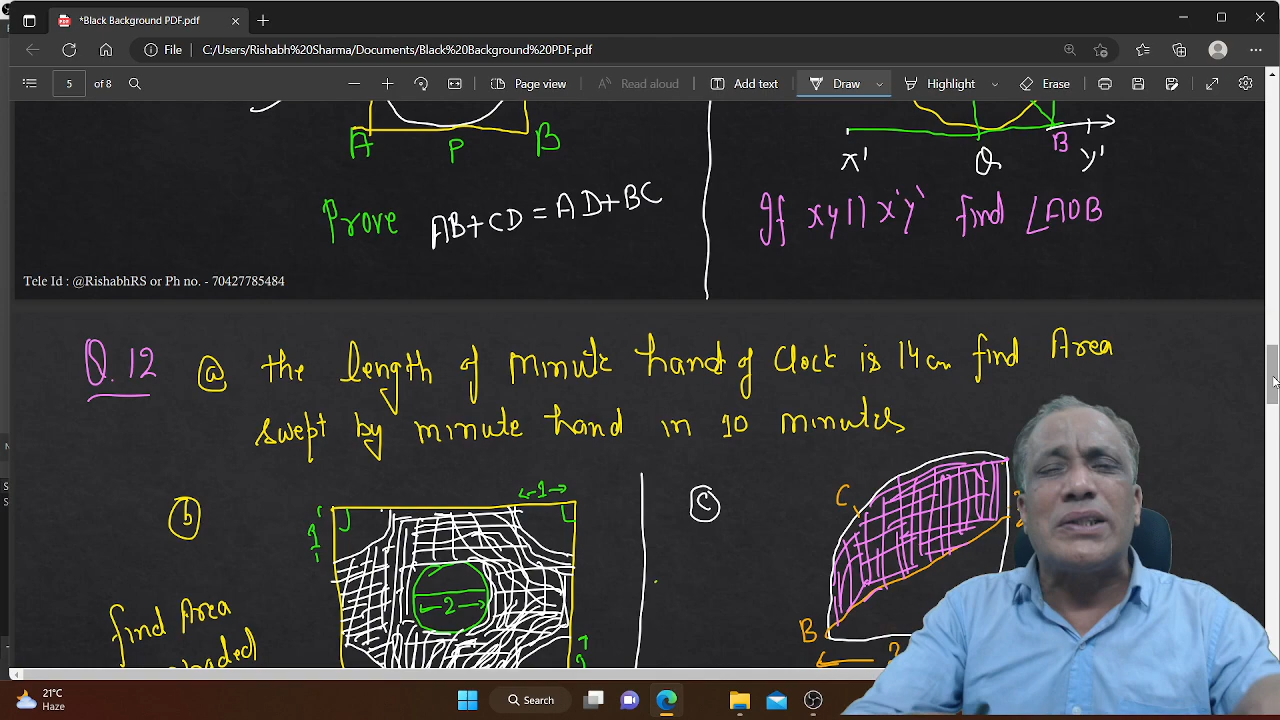 *Black Background PDF.pdf
File C:/Users/Rishabh%20Sharma/Documents/Black%20Background%20PDF.pdf
5 of 8 Page view Read aloud Add text Draw Highlight Erase
A P B
X' Q B Y'
Prove AB+CD=AD+BC
If xy || x'y' find ∠AOB
Tele Id : @RishabhRS or Ph no. - 70427785484
Q.12 (a) the length of minute hand of Clock is 14 cm find Area
swept by minute hand in 10 minutes
(b) 1 1 2 1
find Area
(c) C B
21°C
Haze
Search